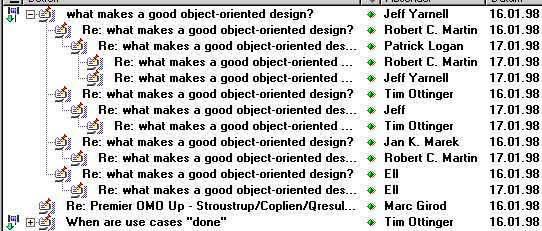 what makes a good object-oriented design? Jeff Yarnell 16.01.98
Re: what makes a good object-oriented design? Robert C. Martin 16.01.98
Re: what makes a good object-oriented des... Patrick Logan 17.01.98
Re: what makes a good object-oriented ... Robert C. Martin 17.01.98
Re: what makes a good object-oriented ... Jeff Yarnell 17.01.98
Re: what makes a good object-oriented design? Tim Ottinger 16.01.98
Re: what makes a good object-oriented des... Jeff 17.01.98
Re: what makes a good object-oriented ... Tim Ottinger 17.01.98
Re: what makes a good object-oriented design? Jan K. Marek 16.01.98
Re: what makes a good object-oriented des... Robert C. Martin 17.01.98
Re: what makes a good object-oriented design? Ell 16.01.98
Re: what makes a good object-oriented des... Ell 17.01.98
Re: Premier OMO Up - Stroustrup/Coplien/Qresul... Marc Girod 16.01.98
When are use cases "done" Tim Ottinger 16.01.98